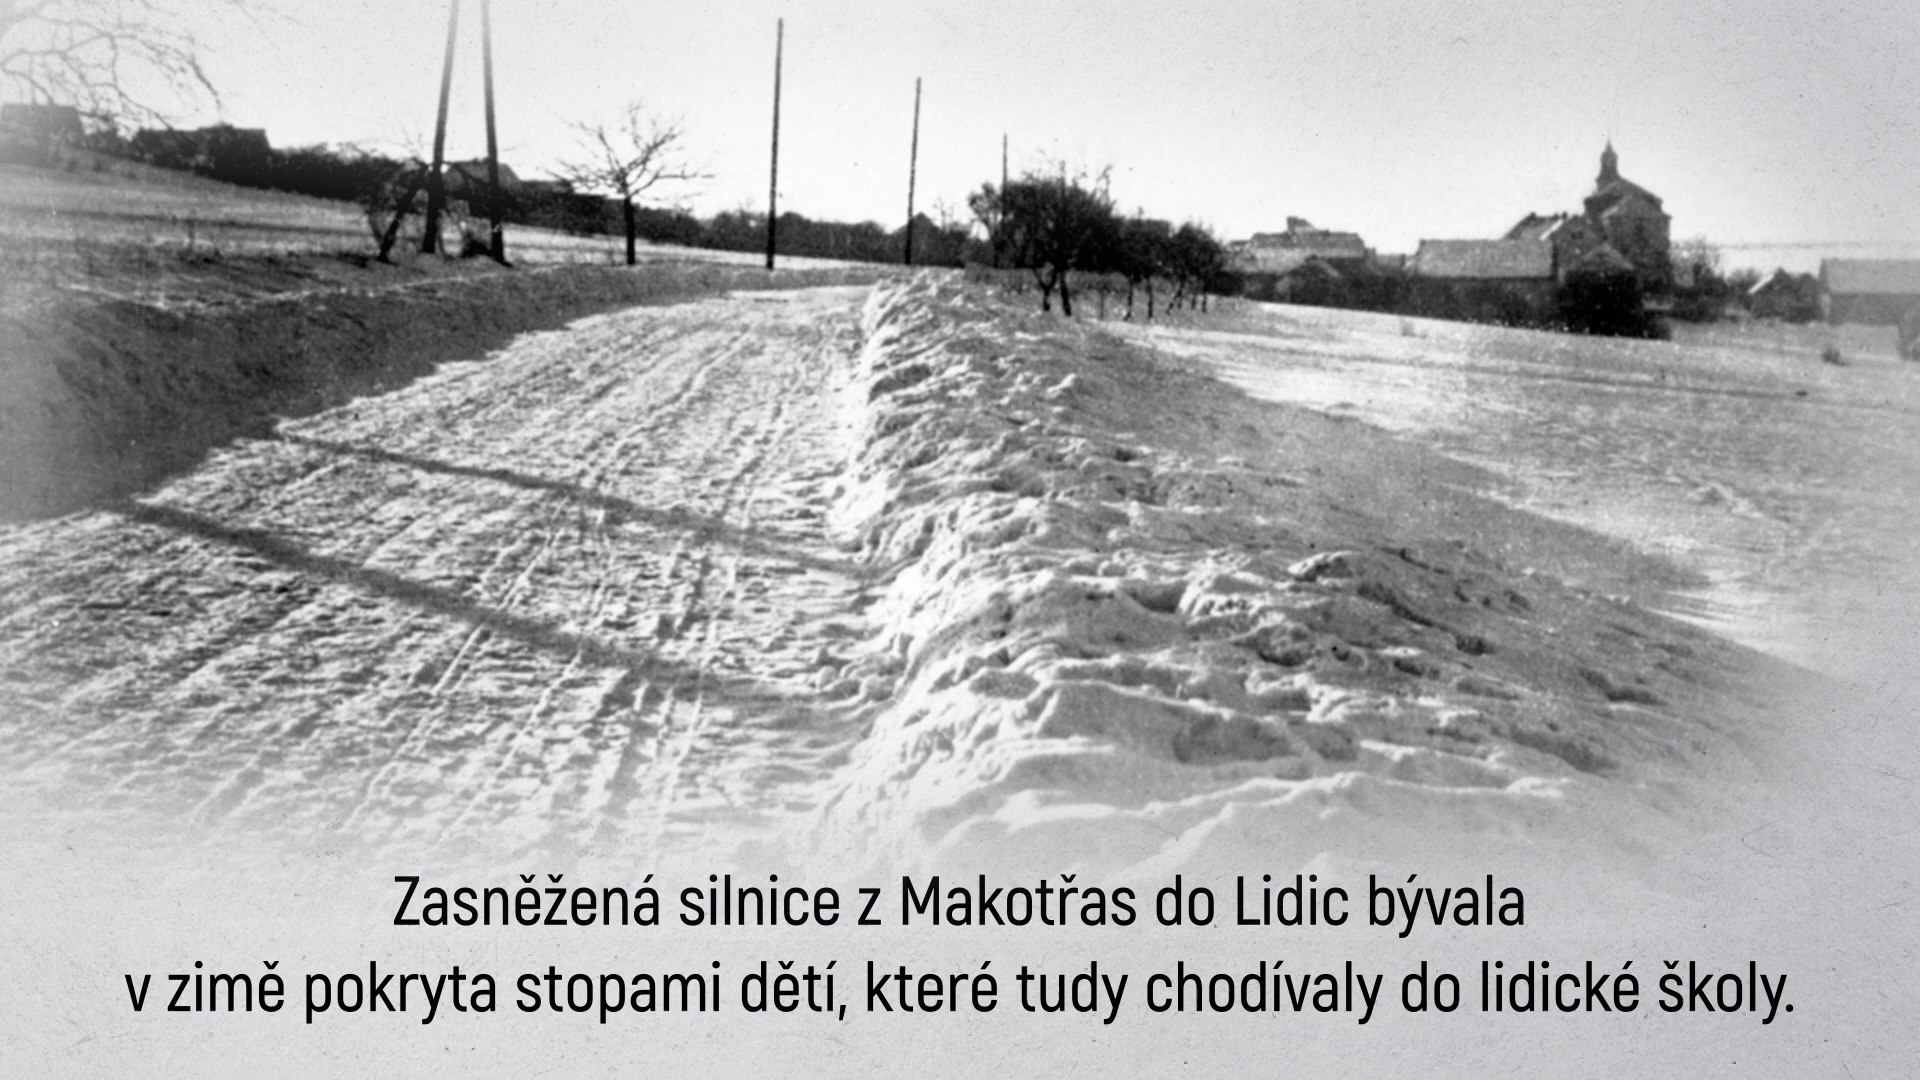 Zasněžená silnice z Makotřas do Lidic bývala
v zimě pokryta stopami dětí, které tudy chodívaly do lidické školy.